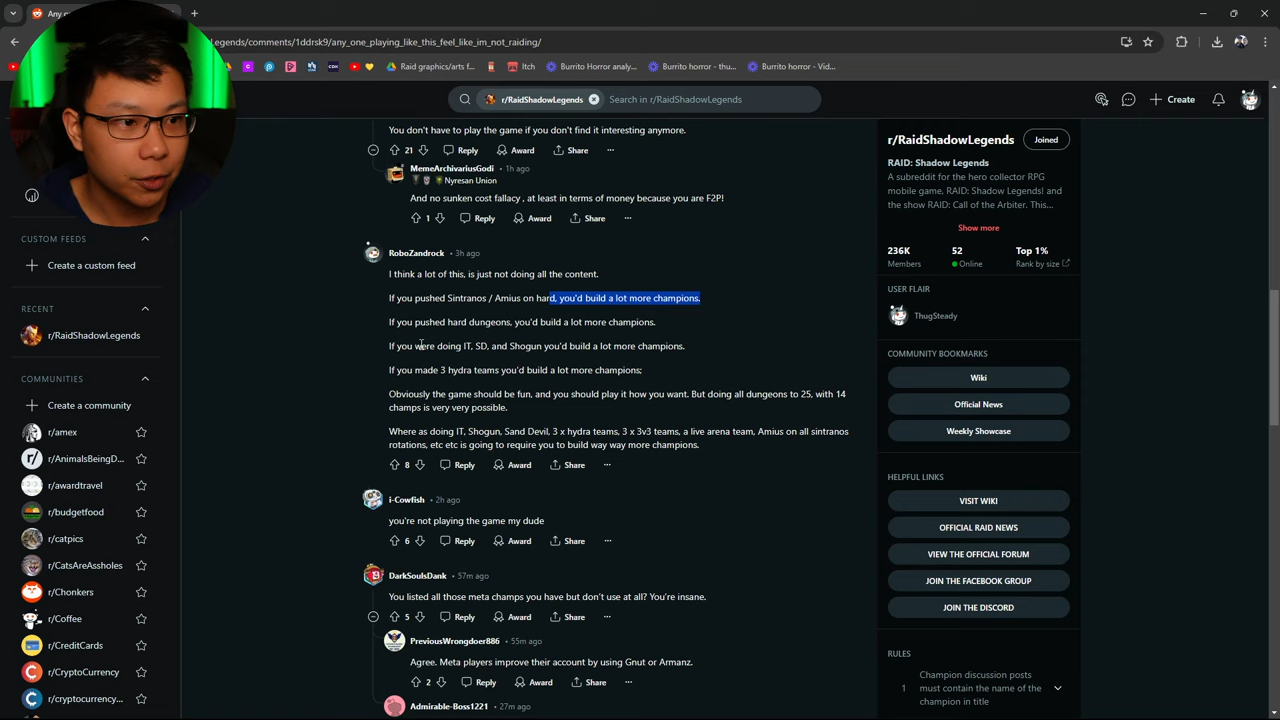 Any o
legends/comments/1ddrsk9/any_one_playing_like_this_feel_like_im_not_raiding/
Raid graphics/arts f...
Itch
Burrito Horror analy...
Burrito horror - thu...
Burrito horror - Vid...
r/RaidShadowLegends
Search in r/RaidShadowLegends
Create
You don't have to play the game if you don't find it interesting anymore.
21 Reply Award Share
MemeArchivariusGodi • 1h ago
Nyresan Union
And no sunken cost fallacy , at least in terms of money because you are F2P!
1 Reply Award Share
RoboZandrock • 3h ago
I think a lot of this, is just not doing all the content.
If you pushed Sintranos / Amius on hard, you'd build a lot more champions.
If you pushed hard dungeons, you'd build a lot more champions.
If you were doing IT, SD, and Shogun you'd build a lot more champions.
If you made 3 hydra teams you'd build a lot more champions;
Obviously the game should be fun, and you should play it how you want. But doing all dungeons to 25, with 14
champs is very very possible.
Where as doing IT, Shogun, Sand Devil, 3 x hydra teams, 3 x 3v3 teams, a live arena team, Amius on all sintranos
rotations, etc etc is going to require you to build way way more champions.
8 Reply Award Share
i-Cowfish • 2h ago
you're not playing the game my dude
6 Reply Award Share
DarkSoulsDank • 57m ago
You listed all those meta champs you have but don't use at all? You're insane.
5 Reply Award Share
PreviousWrongdoer886 • 55m ago
Agree. Meta players improve their account by using Gnut or Armanz.
2 Reply Award Share
Admirable-Boss1221 • 27m ago
CUSTOM FEEDS
Create a custom feed
RECENT
r/RaidShadowLegends
COMMUNITIES
Create a community
r/amex
r/AnimalsBeingD...
r/awardtravel
r/budgetfood
r/catpics
r/CatsAreAssholes
r/Chonkers
r/Coffee
r/CreditCards
r/CryptoCurrency
r/cryptocurrency...
r/RaidShadowLegends
Joined
RAID: Shadow Legends
A subreddit for the hero collector RPG
mobile game, RAID: Shadow Legends! and
the show RAID: Call of the Arbiter. This...
Show more
236K 52 Top 1%
Members Online Rank by size
USER FLAIR
ThugSteady
COMMUNITY BOOKMARKS
Wiki
Official News
Weekly Showcase
HELPFUL LINKS
VISIT WIKI
OFFICIAL RAID NEWS
VIEW THE OFFICIAL FORUM
JOIN THE FACEBOOK GROUP
JOIN THE DISCORD
RULES
1 Champion discussion posts
must contain the name of the
champion in title